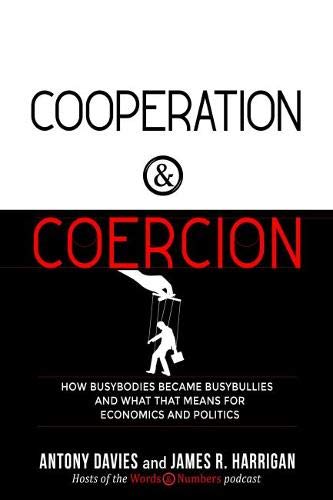 COOPERATION
&
COERCION
HOW BUSYBODIES BECAME BUSYBULLIES
AND WHAT THAT MEANS FOR
ECONOMICS AND POLITICS
ANTONY DAVIES and JAMES R. HARRIGAN
Hosts of the Words & Numbers podcast